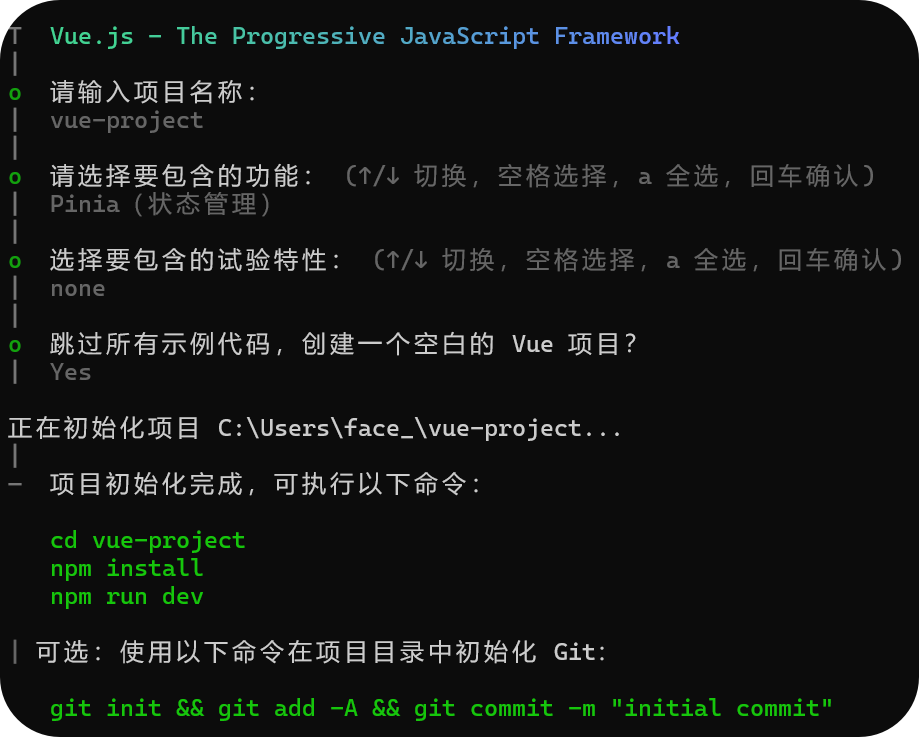 Vue.js - The Progressive JavaScript Framework
请输入项目名称：
vue-project
请选择要包含的功能： (↑/↓ 切换，空格选择，a 全选，回车确认)
Pinia（状态管理）
选择要包含的试验特性： (↑/↓ 切换，空格选择，a 全选，回车确认)
none
跳过所有示例代码，创建一个空白的 Vue 项目？
Yes
正在初始化项目 C:\Users\face_\vue-project...
项目初始化完成，可执行以下命令：
cd vue-project
npm install
npm run dev
可选：使用以下命令在项目目录中初始化 Git：
git init && git add -A && git commit -m "initial commit"